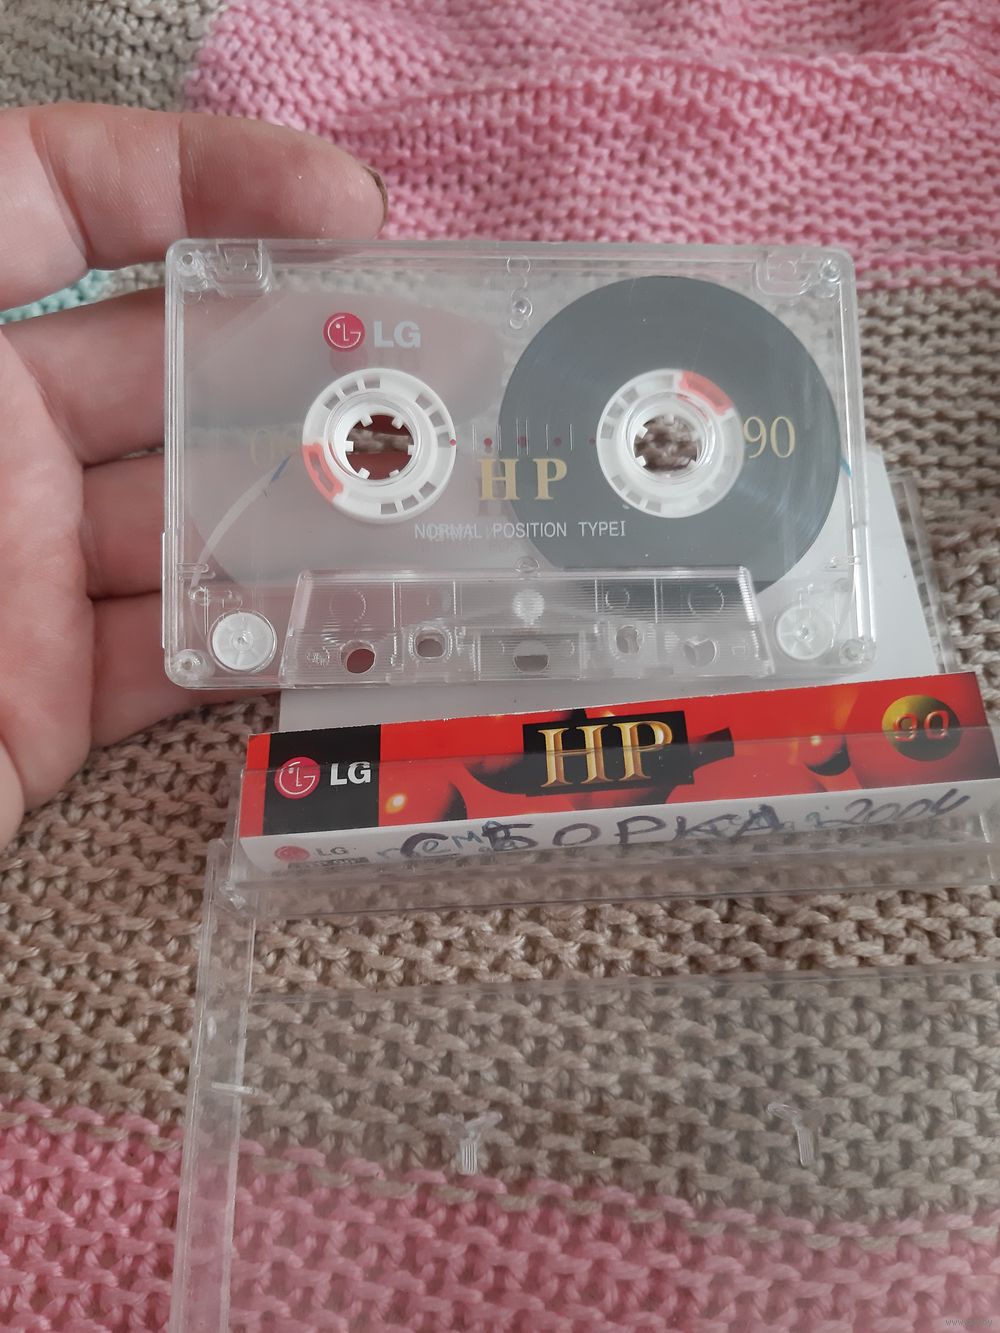 LG
90
HP
NORMAL POSITION TYPEI
LG HP 90
LG
СБОРКА 2004